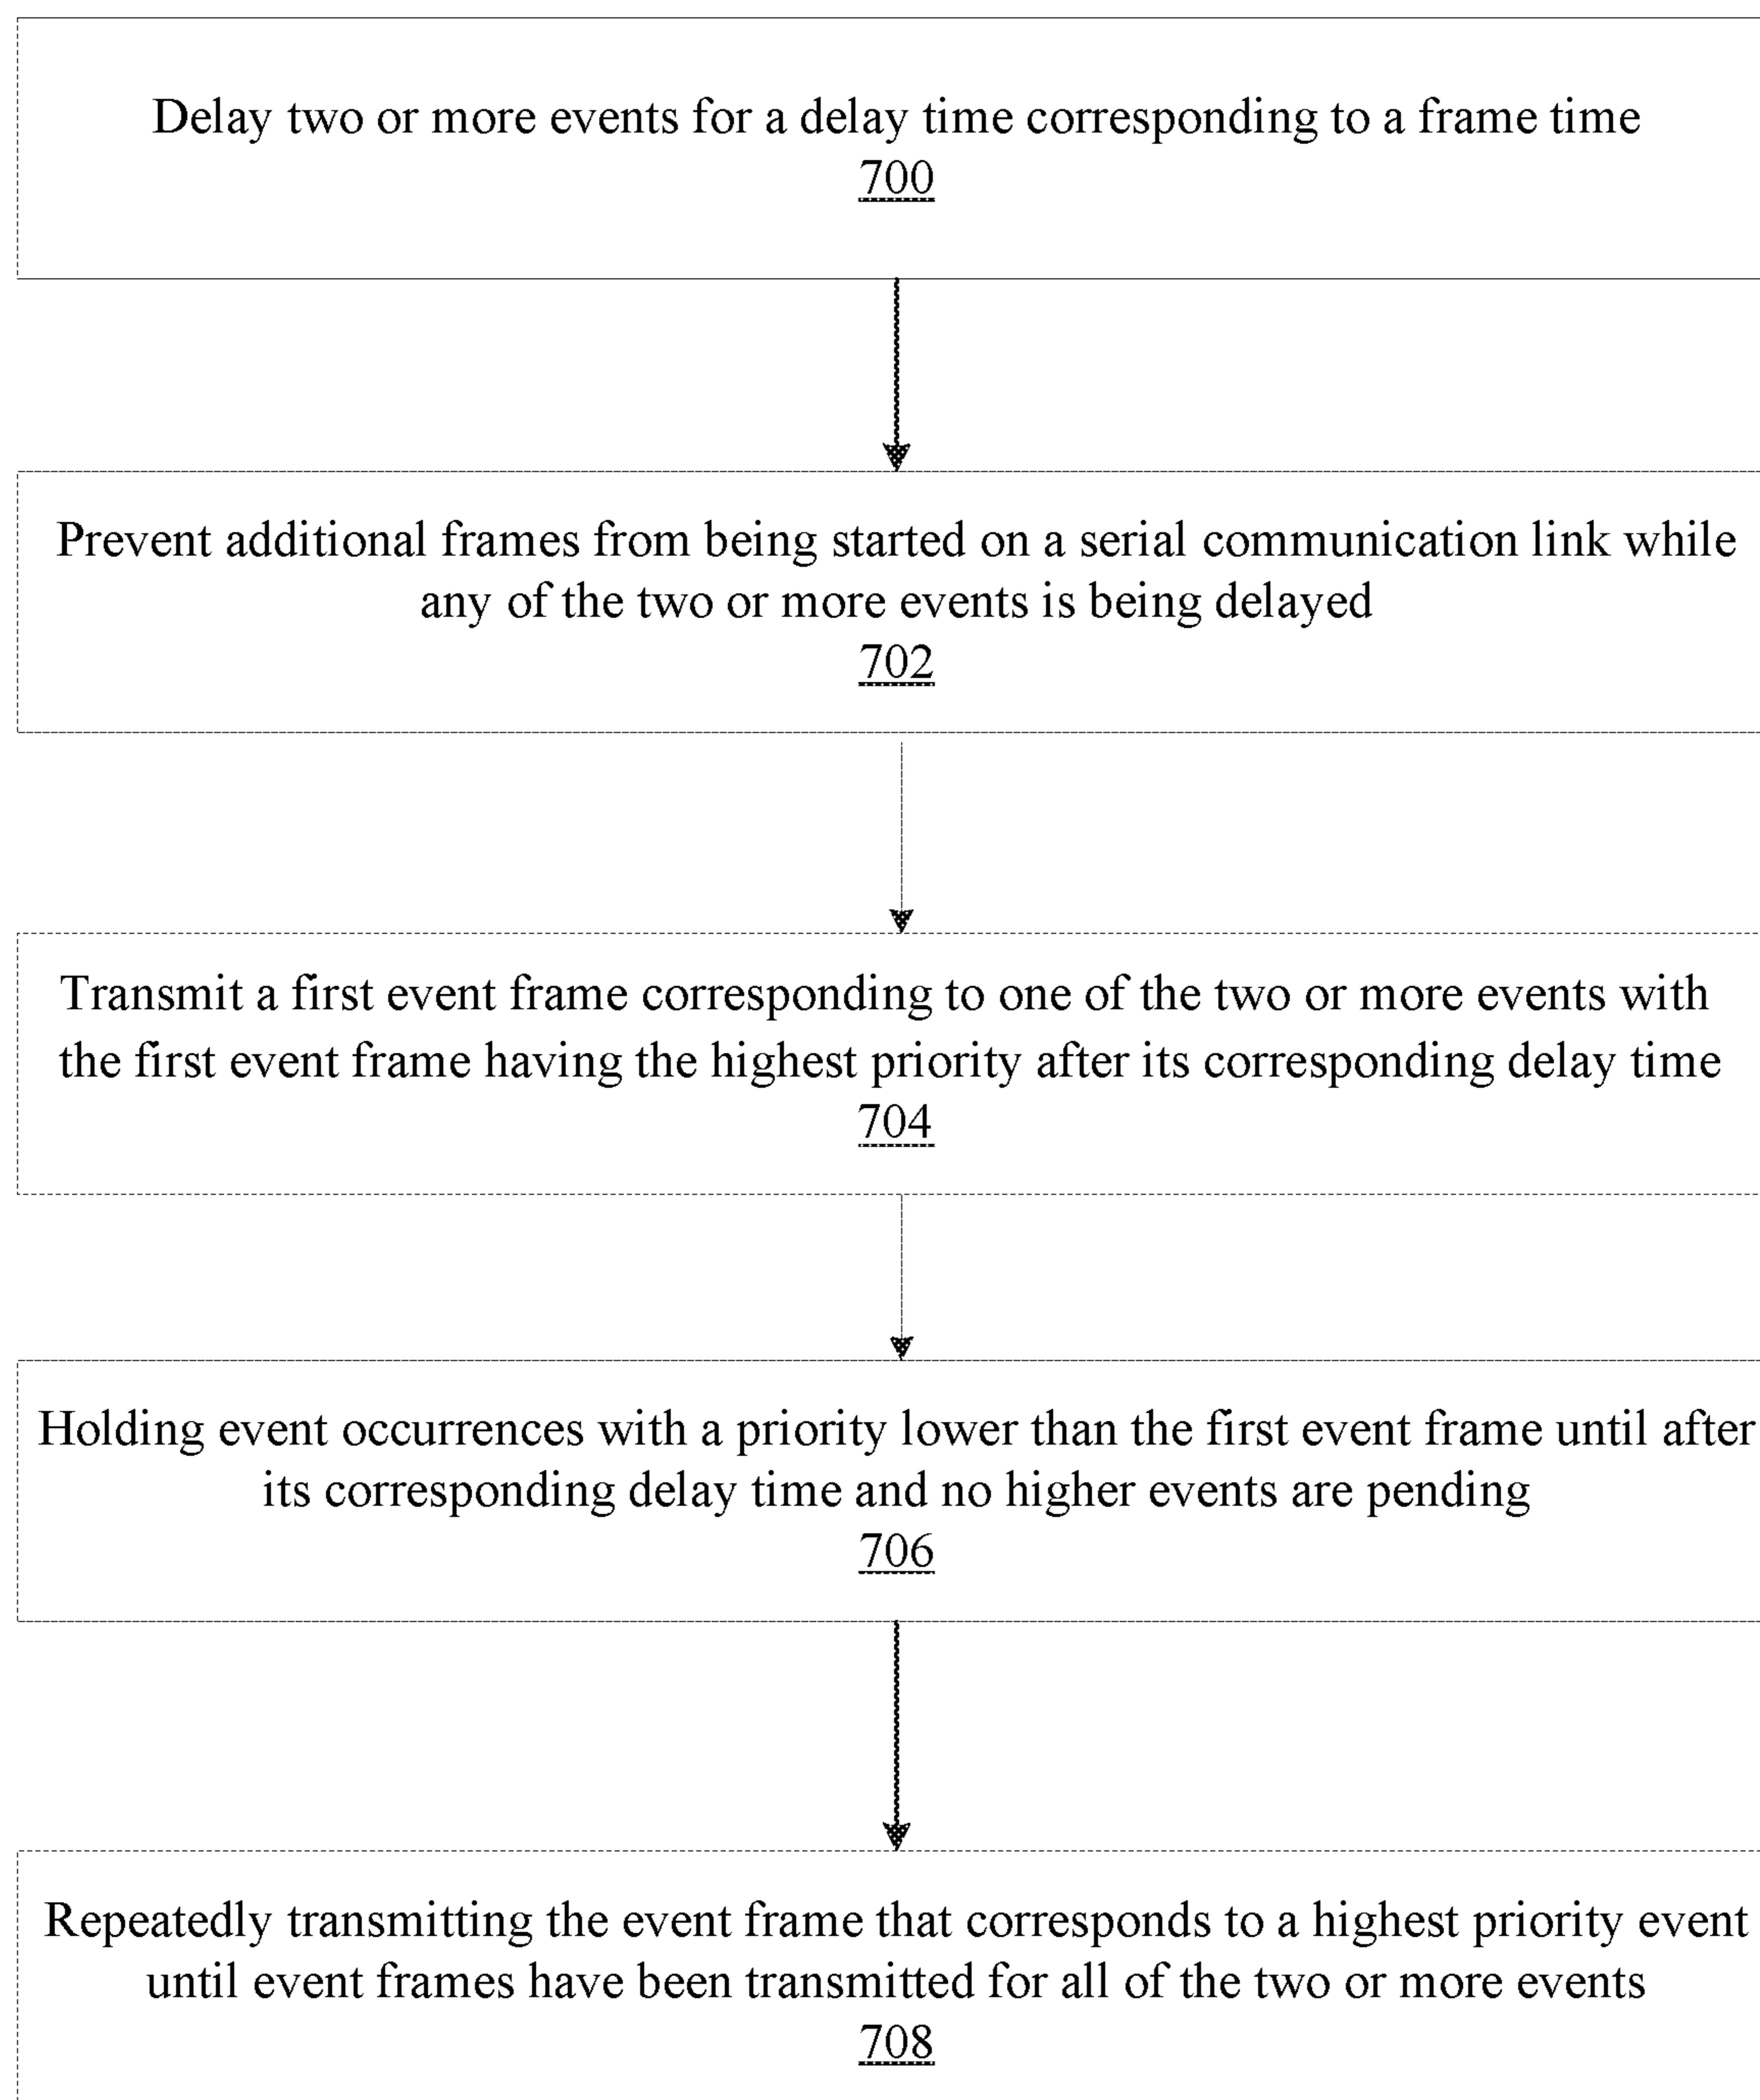 Delay two or more events for a delay time corresponding to a frame time
700
Prevent additional frames from being started on a serial communication link while
any of the two or more events is being delayed
702
Transmit a first event frame corresponding to one of the two or more events with
the first event frame having the highest priority after its corresponding delay time
704
Holding event occurrences with a priority lower than the first event frame until after
its corresponding delay time and no higher events are pending
706
Repeatedly transmitting the event frame that corresponds to a highest priority event
until event frames have been transmitted for all of the two or more events
708